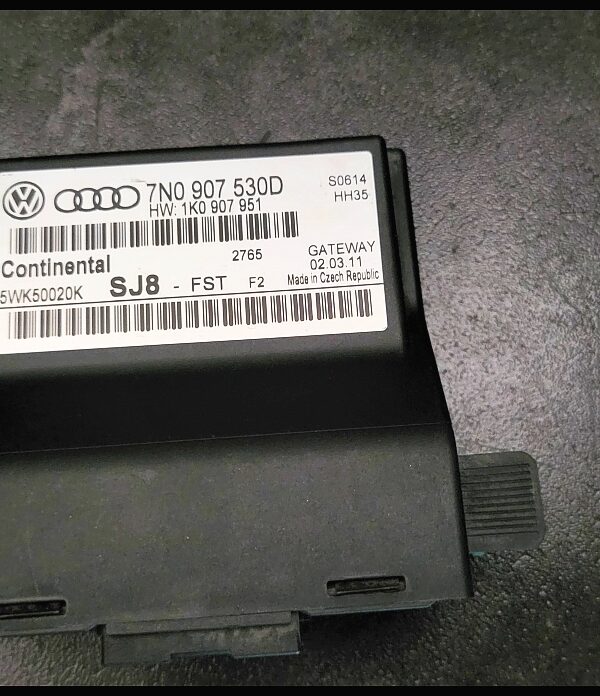 7N0 907 530D
HW: 1K0 907 951
S0614
HH35
Continental
2765
GATEWAY
5WK50020K
SJ8 - FST F2
02.03.11
Made in Czech Republic